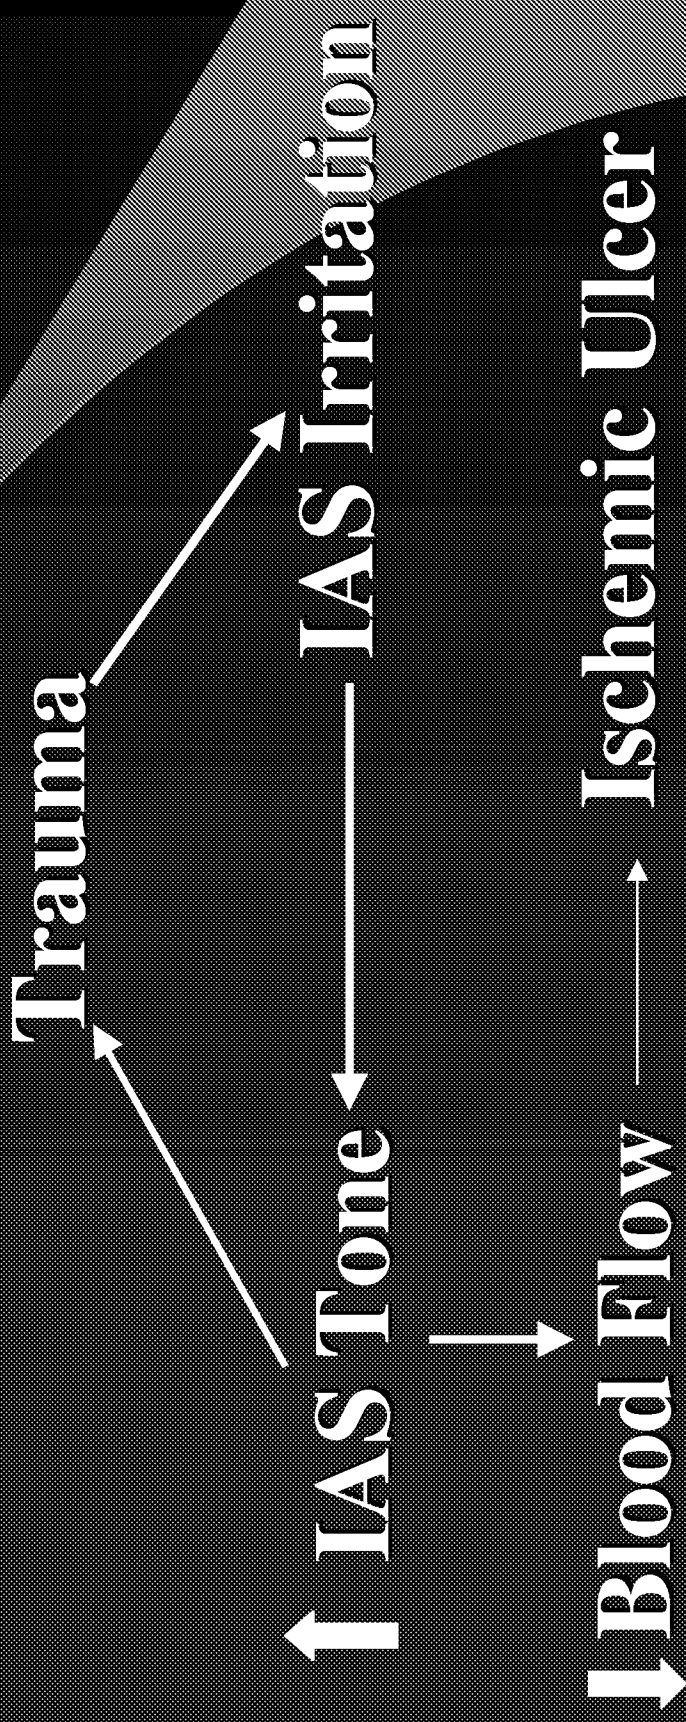 Trauma
IAS Tone
IAS Irritation
Blood Flow
Ischemic Ulcer